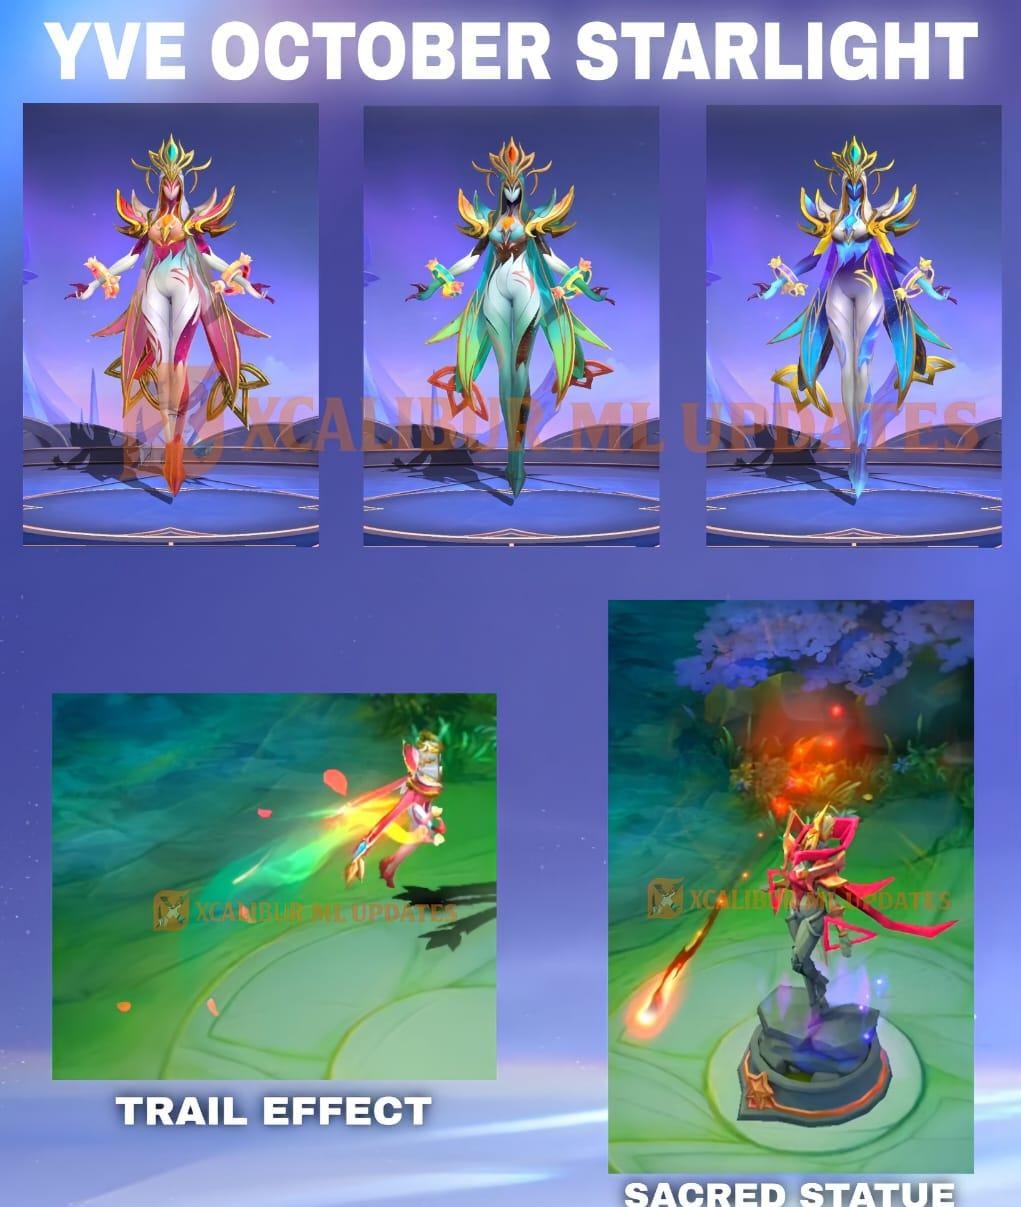 YVE OCTOBER STARLIGHT
XCALIBUR ML UPDATES
XCALIBUR ML UPDATES
XCALIBUR ML UPDATES
TRAIL EFFECT
SACRED STATUE